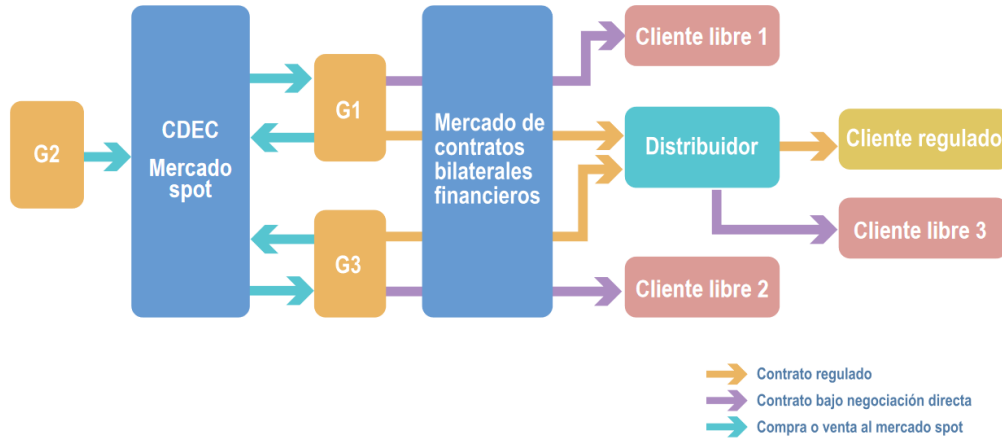 G2
CDEC
Mercado
spot
G1
G3
Mercado de
contratos
bilaterales
financieros
Cliente libre 1
Distribuidor
Cliente regulado
Cliente libre 3
Cliente libre 2
Contrato regulado
Contrato bajo negociación directa
Compra o venta al mercado spot